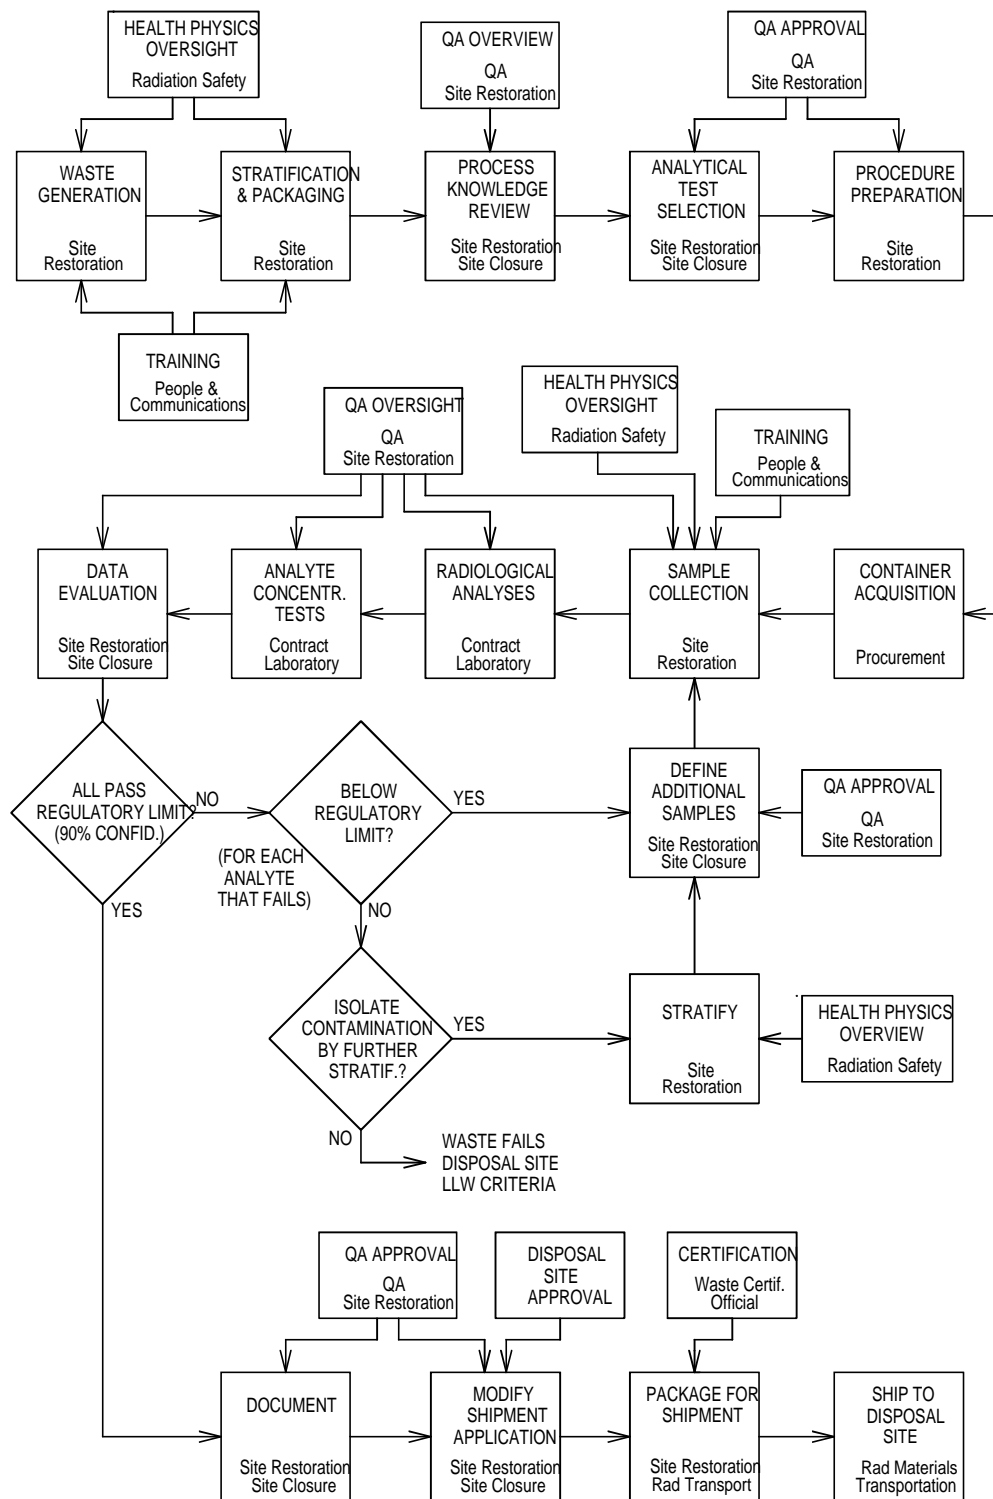 HEALTH PHYSICS
OVERSIGHT
Radiation Safety
QA OVERVIEW
QA
Site Restoration
QA APPROVAL
QA
Site Restoration
WASTE
GENERATION
Site
Restoration
STRATIFICATION
& PACKAGING
Site
Restoration
PROCESS
KNOWLEDGE
REVIEW
Site Restoration
Site Closure
ANALYTICAL
TEST
SELECTION
Site Restoration
Site Closure
PROCEDURE
PREPARATION
Site
Restoration
TRAINING
People &
Communications
QA OVERSIGHT
QA
Site Restoration
HEALTH PHYSICS
OVERSIGHT
Radiation Safety
TRAINING
People &
Communications
DATA
EVALUATION
Site Restoration
Site Closure
ANALYTE
CONCENTR.
TESTS
Contract
Laboratory
RADIOLOGICAL
ANALYSES
Contract
Laboratory
SAMPLE
COLLECTION
Site
Restoration
CONTAINER
ACQUISITION
Procurement
ALL PASS
REGULATORY LIMIT?
(90% CONFID.)
NO
YES
BELOW
REGULATORY
LIMIT?
YES
(FOR EACH
ANALYTE
THAT FAILS)
NO
DEFINE
ADDITIONAL
SAMPLES
Site Restoration
Site Closure
QA APPROVAL
QA
Site Restoration
ISOLATE
CONTAMINATION
BY FURTHER
STRATIF.?
YES
NO
STRATIFY
Site
Restoration
HEALTH PHYSICS
OVERVIEW
Radiation Safety
WASTE FAILS
DISPOSAL SITE
LLW CRITERIA
QA APPROVAL
QA
Site Restoration
DISPOSAL
SITE
APPROVAL
CERTIFICATION
Waste Certif.
Official
DOCUMENT
Site Restoration
Site Closure
MODIFY
SHIPMENT
APPLICATION
Site Restoration
Site Closure
PACKAGE FOR
SHIPMENT
Site Restoration
Rad Transport
SHIP TO
DISPOSAL
SITE
Rad Materials
Transportation